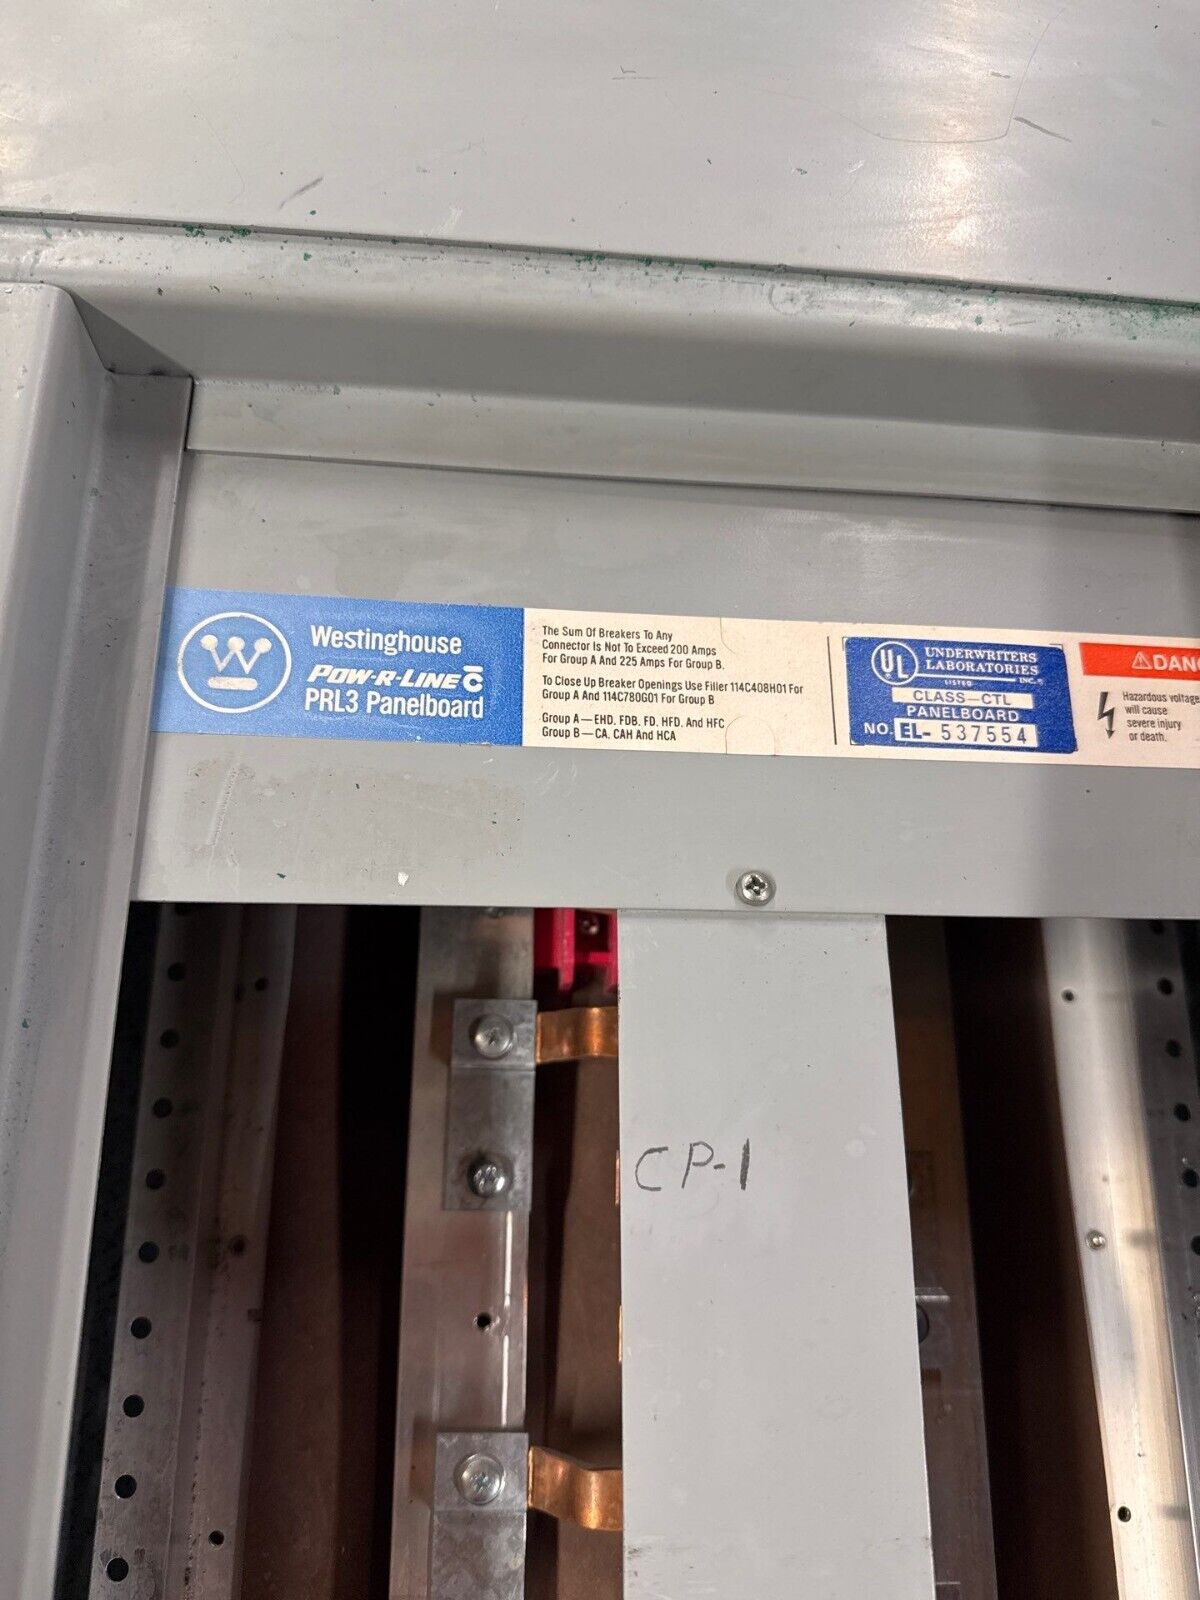 W
Westinghouse
POW-R-LINE C
PRL3 Panelboard
The Sum Of Breakers To Any
Connector Is Not To Exceed 200 Amps
For Group A And 225 Amps For Group B.
To Close Up Breaker Openings Use Filler 114C408H01 For
Group A And 114C780G01 For Group B
Group A—EHD. FDB. FD. HFD. And HFC
Group B—CA. CAH And HCA
UL
UNDERWRITERS
LABORATORIES
INC.®
LISTED
CLASS-CTL
PANELBOARD
NO. EL- 537554
DANG
Hazardous voltage
will cause
severe injury
or death.
CP-1